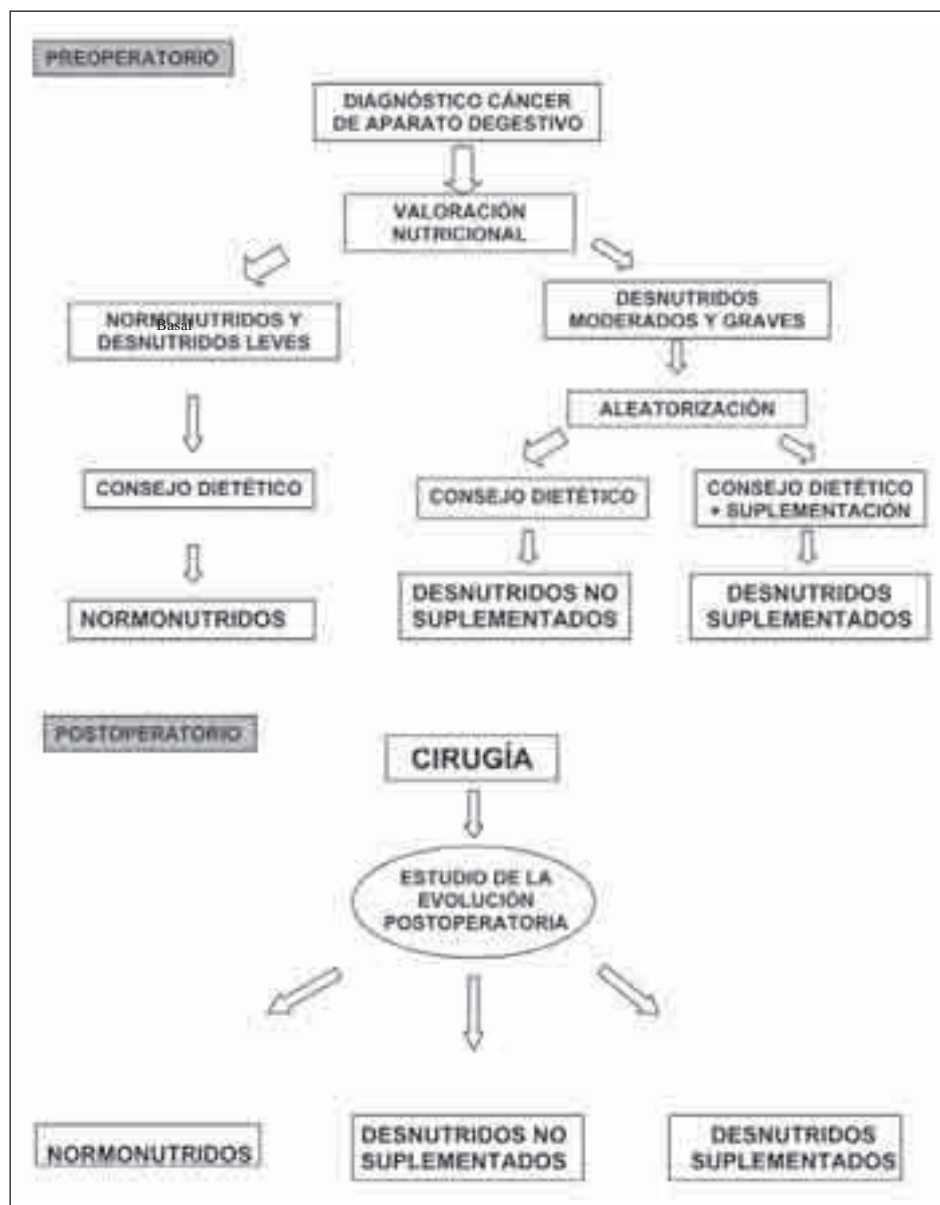 PREOPERATORIO
DIAGNÓSTICO CÁNCER
DE APARATO DEGESTIVO
VALORACIÓN
NUTRICIONAL
NORMONUTRIDOS Y
Basal
DESNUTRIDOS LEVES
DESNUTRIDOS
MODERADOS Y GRAVES
ALEATORIZACIÓN
CONSEJO DIETÉTICO
CONSEJO DIETÉTICO
CONSEJO DIETÉTICO
+ SUPLEMENTACIÓN
NORMONUTRIDOS
DESNUTRIDOS NO
SUPLEMENTADOS
DESNUTRIDOS
SUPLEMENTADOS
POSTOPERATORIO
CIRUGÍA
ESTUDIO DE LA
EVOLUCIÓN
POSTOPERATORIA
NORMONUTRIDOS
DESNUTRIDOS NO
SUPLEMENTADOS
DESNUTRIDOS
SUPLEMENTADOS